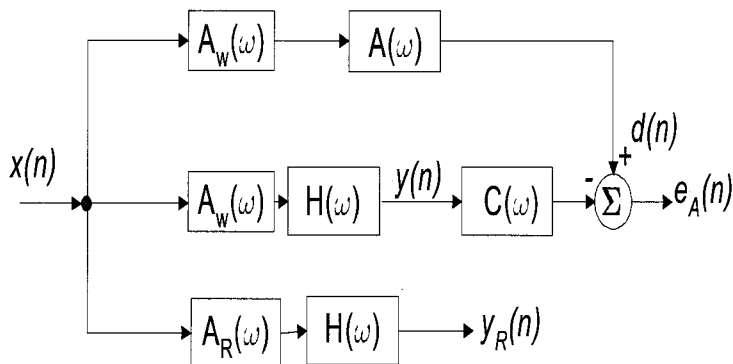 A_w(ω) A(ω)
d(n)
+
x(n)
-
A_w(ω) H(ω) y(n) C(ω) Σ e_A(n)
A_R(ω) H(ω) y_R(n)